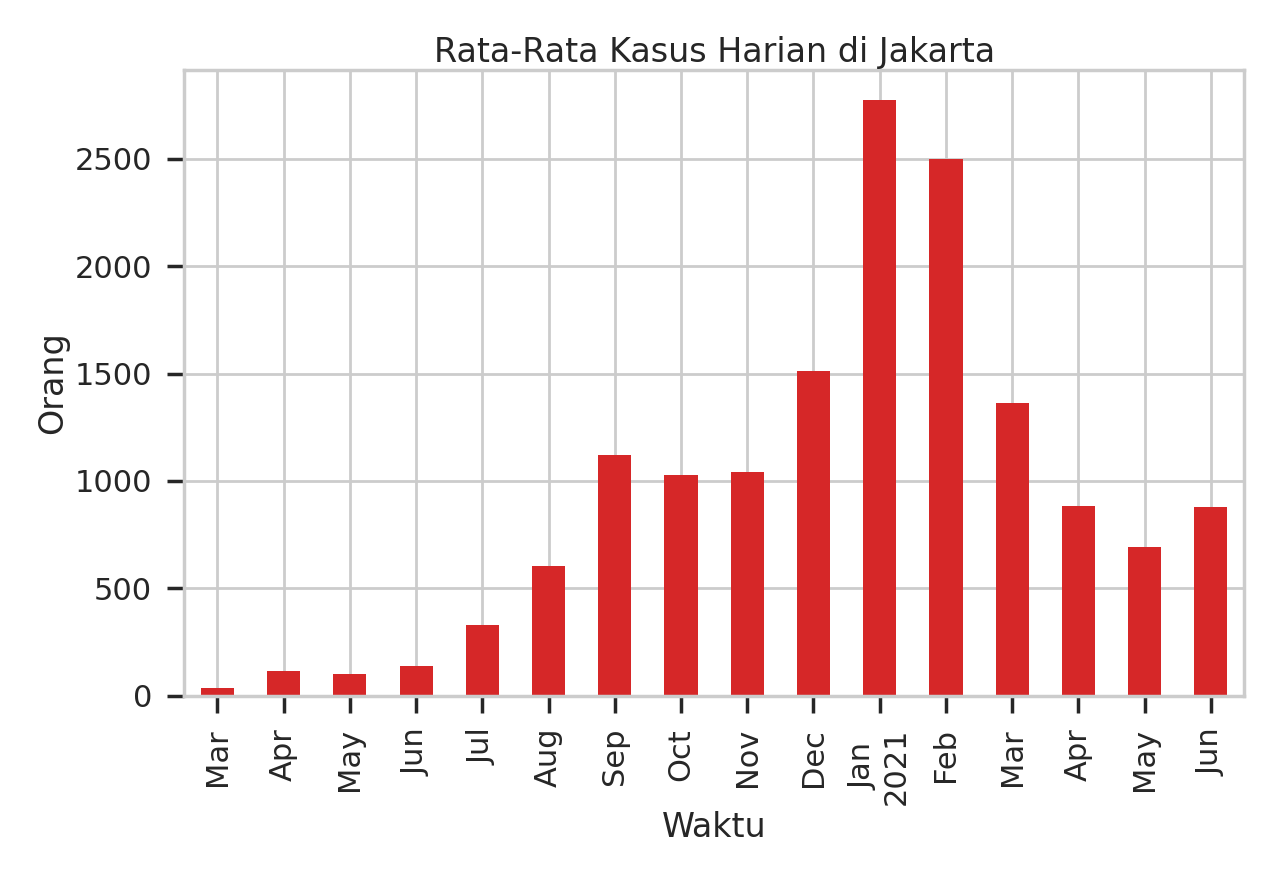 Rata-Rata Kasus Harian di Jakarta
Orang
2500
2000
1500
1000
500
0
Mar
Apr
May
Jun
Jul
Aug
Sep
Oct
Nov
Dec
Jan
2021
Feb
Mar
Apr
May
Jun
Waktu